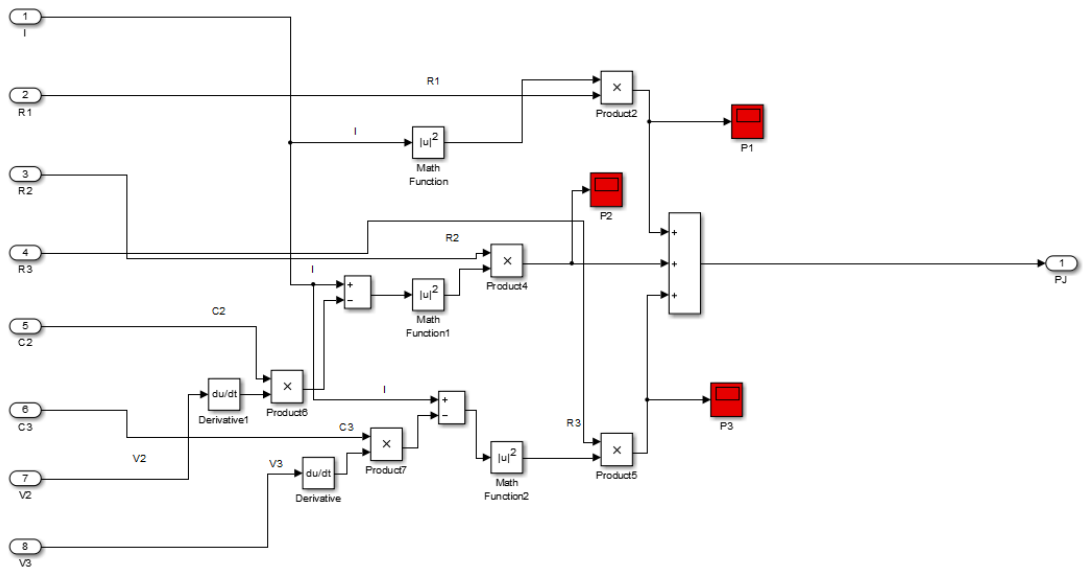 1
I
2
R1
3
R2
4
R3
5
C2
6
C3
7
V2
8
V3
R1
I
|u|²
Math
Function
×
Product2
P1
P2
R2
×
Product4
I
+
−
|u|²
Math
Function1
+
+
+
1
PJ
C2
du/dt
Derivative1
×
Product6
V2
I
+
−
C3
×
Product7
V3
du/dt
Derivative
|u|²
Math
Function2
R3
×
Product5
P3